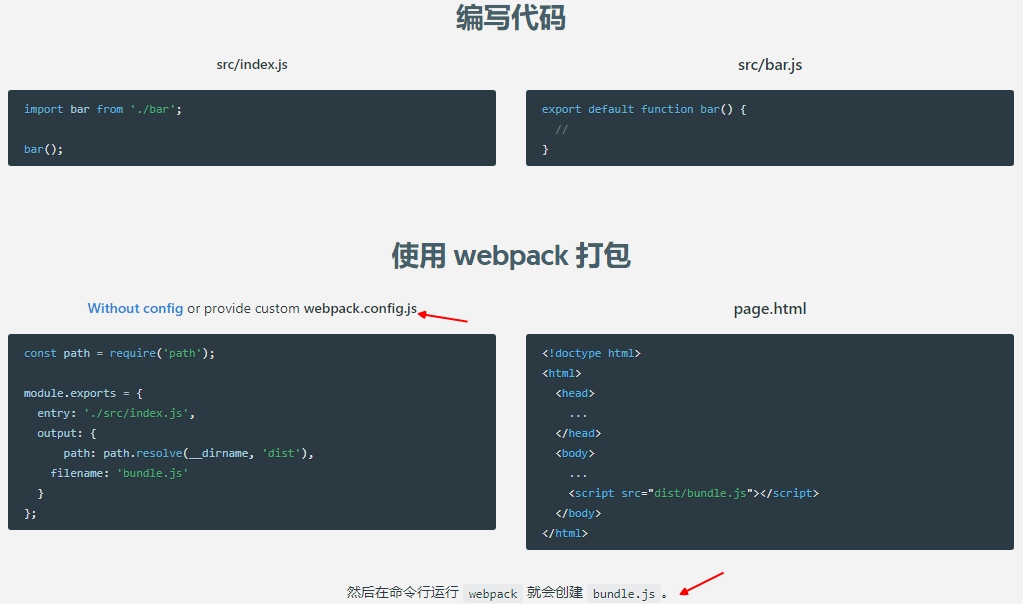 编写代码
src/index.js
import bar from './bar';
bar();
src/bar.js
export default function bar() {
//
}
使用 webpack 打包
Without config or provide custom webpack.config.js
const path = require('path');
module.exports = {
entry: './src/index.js',
output: {
path: path.resolve(__dirname, 'dist'),
filename: 'bundle.js'
}
};
page.html
<!doctype html>
<html>
<head>
...
</head>
<body>
...
<script src="dist/bundle.js"></script>
</body>
</html>
然后在命令行运行 webpack 就会创建 bundle.js 。